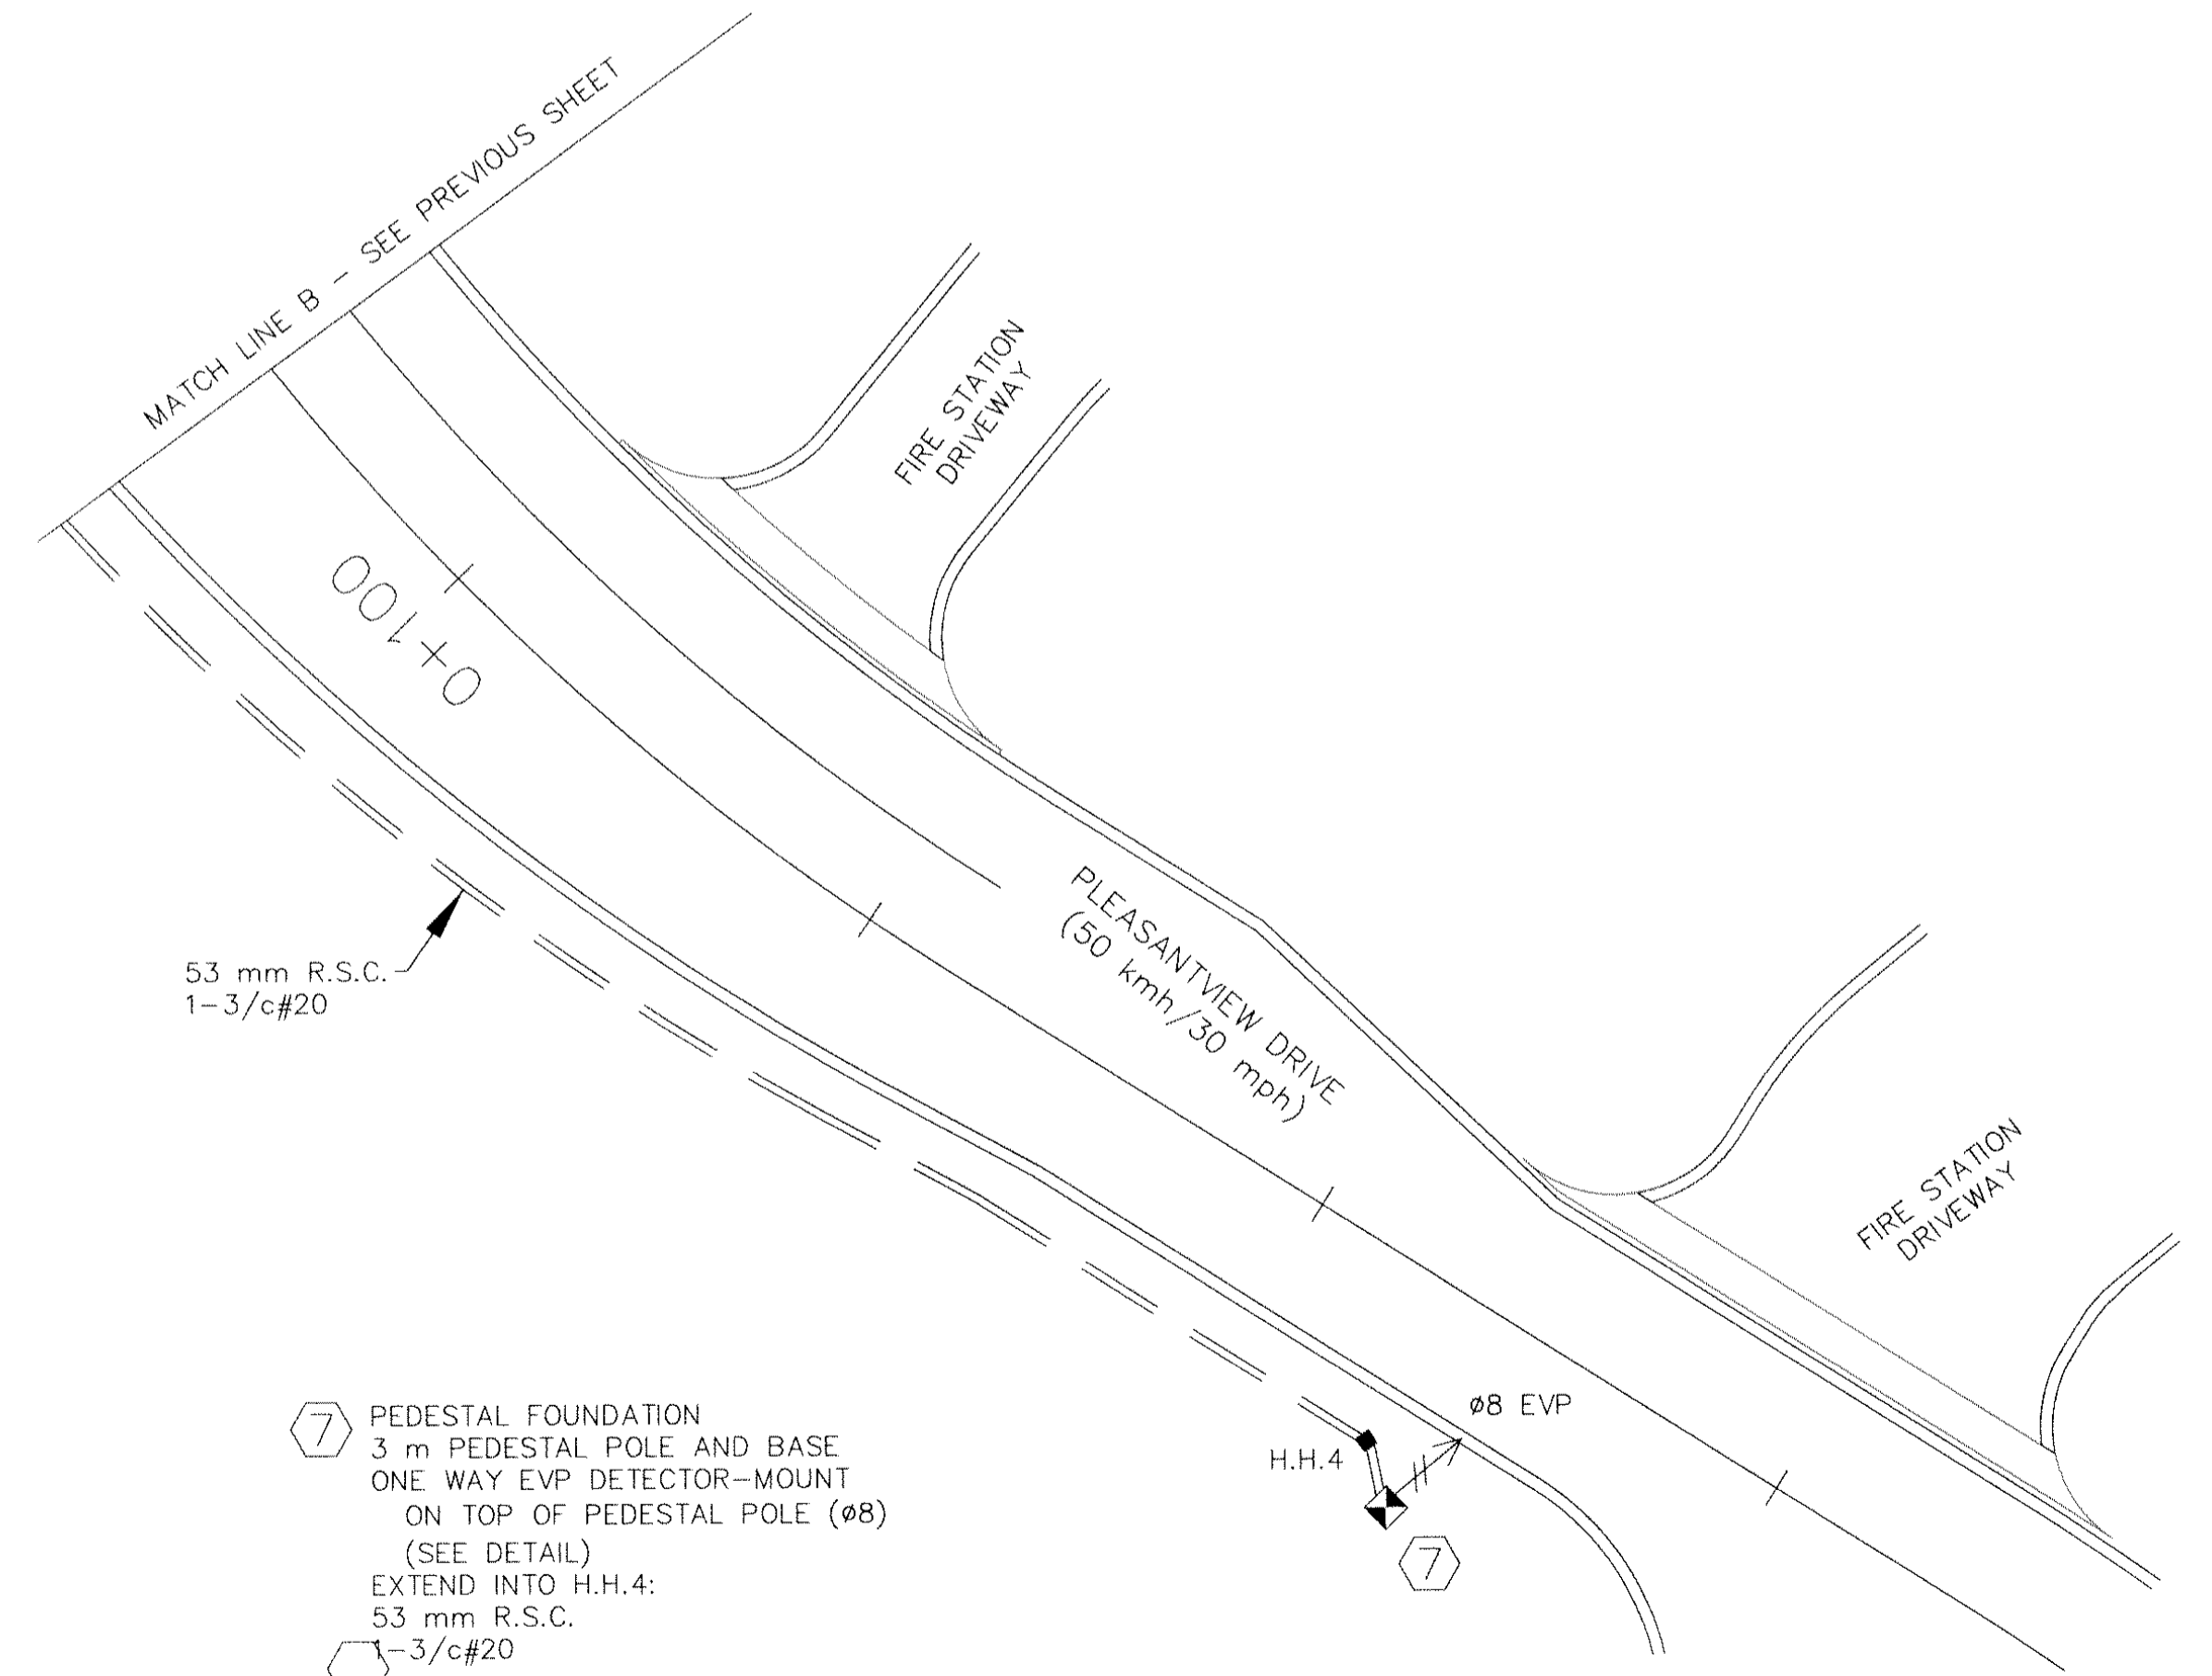 MATCH LINE B - SEE PREVIOUS SHEET
FIRE STATION
DRIVEWAY
0+100
53 mm R.S.C.
1-3/c#20
PLEASANTVIEW DRIVE
(50 kmh/30 mph)
FIRE STATION
DRIVEWAY
ø8 EVP
H.H.4
7
7
PEDESTAL FOUNDATION
3 m PEDESTAL POLE AND BASE
ONE WAY EVP DETECTOR-MOUNT
ON TOP OF PEDESTAL POLE (ø8)
(SEE DETAIL)
EXTEND INTO H.H.4:
53 mm R.S.C.
1-3/c#20